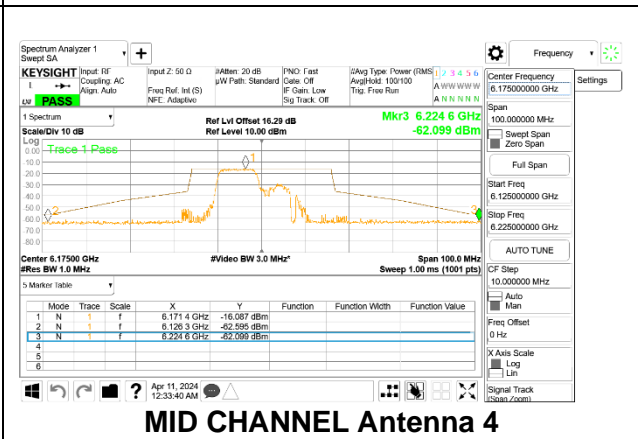 Spectrum Analyzer 1
Swept SA
Frequency
Settings
KEYSIGHT
Input: RF
Coupling: AC
Align: Auto
Input Z: 50 Ω
Freq Ref: Int (S)
NFE: Adaptive
#Atten: 20 dB
µW Path: Standard
PNO: Fast
Gate: Off
IF Gain: Low
Sig Track: Off
#Avg Type: Power (RMS
Avg|Hold: 100/100
Trig: Free Run
1 2 3 4 5 6
A W W W W W
A N N N N N
PASS
1 Spectrum
Scale/Div 10 dB
Ref Lvl Offset 16.29 dB
Ref Level 10.00 dBm
Mkr3 6.224 6 GHz
-62.099 dBm
Log
Trace 1 Pass
0.00
-10.0
-20.0
-30.0
-40.0
-50.0
-60.0
-70.0
-80.0
1
2
3
Center 6.17500 GHz
#Video BW 3.0 MHz*
Span 100.0 MHz
#Res BW 1.0 MHz
Sweep 1.00 ms (1001 pts)
5 Marker Table
Mode Trace Scale X Y Function Function Width Function Value
1 N 1 f 6.171 4 GHz -16.087 dBm
2 N 1 f 6.126 3 GHz -62.595 dBm
3 N 1 f 6.224 6 GHz -62.099 dBm
4
5
6
Center Frequency
6.175000000 GHz
Span
100.000000 MHz
Swept Span
Zero Span
Full Span
Start Freq
6.125000000 GHz
Stop Freq
6.225000000 GHz
AUTO TUNE
CF Step
10.000000 MHz
Auto
Man
Freq Offset
0 Hz
X Axis Scale
Log
Lin
Signal Track
(Span Zoom)
Apr 11, 2024
12:33:40 AM
MID CHANNEL Antenna 4